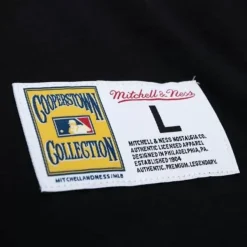 COOPERSTOWN
COLLECTION
MITCHELLANDNESS/MLB
Mitchell & Ness
L
MITCHELL & NESS NOSTALGIA CO.
AUTHENTIC LICENSED APPAREL
DESIGNED IN PHILADELPHIA, PA.
ESTABLISHED 1904
AUTHENTIC. PREMIUM. LEGENDARY.